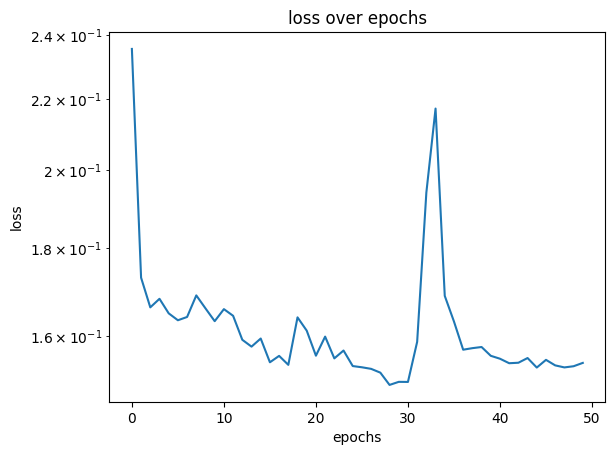 loss over epochs
2.4 × 10⁻¹
2.2 × 10⁻¹
2 × 10⁻¹
1.8 × 10⁻¹
1.6 × 10⁻¹
loss
0 10 20 30 40 50
epochs